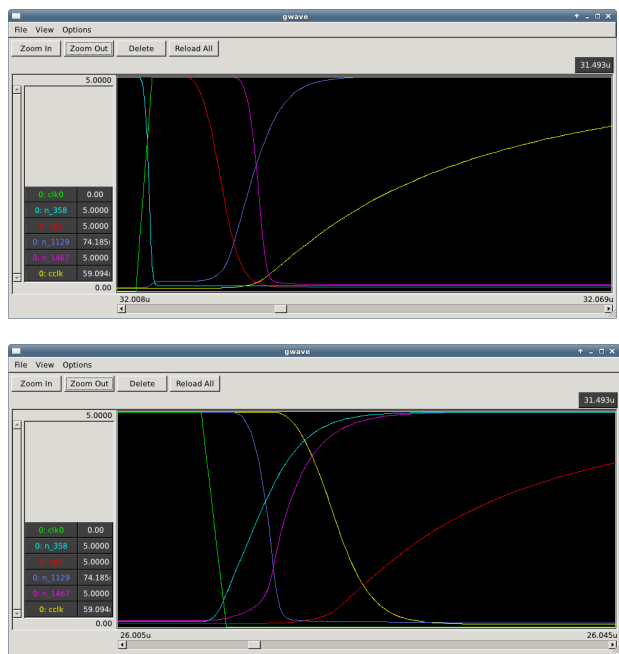 gwave
File View Options
Zoom In Zoom Out Delete Reload All
31.493u
5.0000
0: clk0 0.00
0: n_358 5.0000
5.0000
0: n_1129 74.185
0: n_1467 5.0000
0: cclk 59.094
0.00
32.008u 32.069u
gwave
File View Options
Zoom In Zoom Out Delete Reload All
31.493u
5.0000
0: clk0 0.00
0: n_358 5.0000
5.0000
0: n_1129 74.185
0: n_1467 5.0000
0: cclk 59.094
0.00
26.005u 26.045u